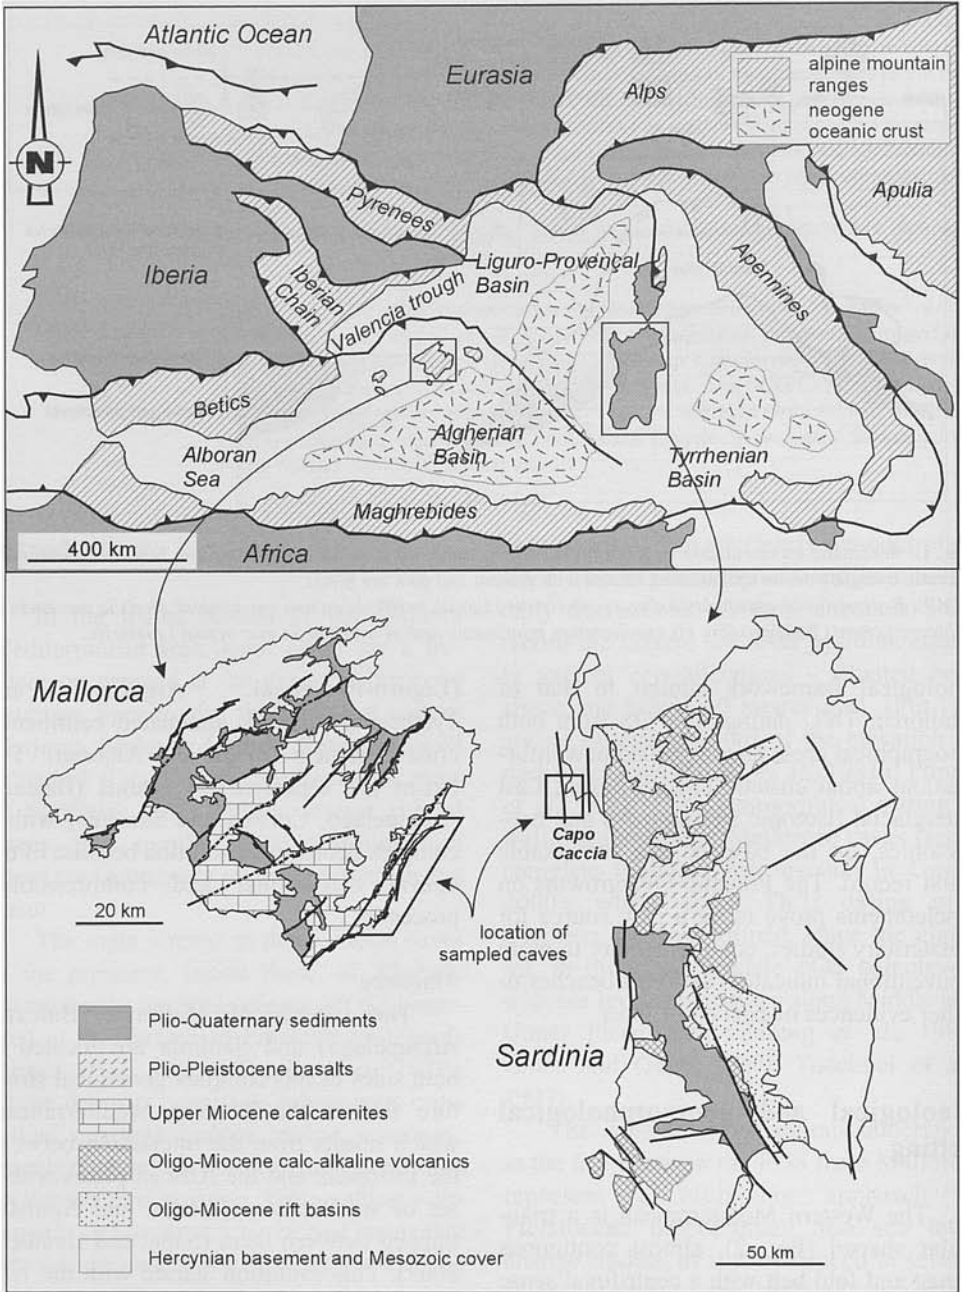 Atlantic Ocean
Eurasia
Alps
alpine mountain
ranges
neogene
oceanic crust
N
Pyrenees
Apulia
Iberia
Iberian
Chain
Valencia trough
Liguro-Provençal
Basin
Apennines
Betics
Algherian
Basin
Alboran
Sea
Tyrrhenian
Basin
Maghrebides
400 km
Africa
Mallorca
Capo
Caccia
20 km
location of
sampled caves
Sardinia
Plio-Quaternary sediments
Plio-Pleistocene basalts
Upper Miocene calcarenites
Oligo-Miocene calc-alkaline volcanics
Oligo-Miocene rift basins
Hercynian basement and Mesozoic cover
50 km